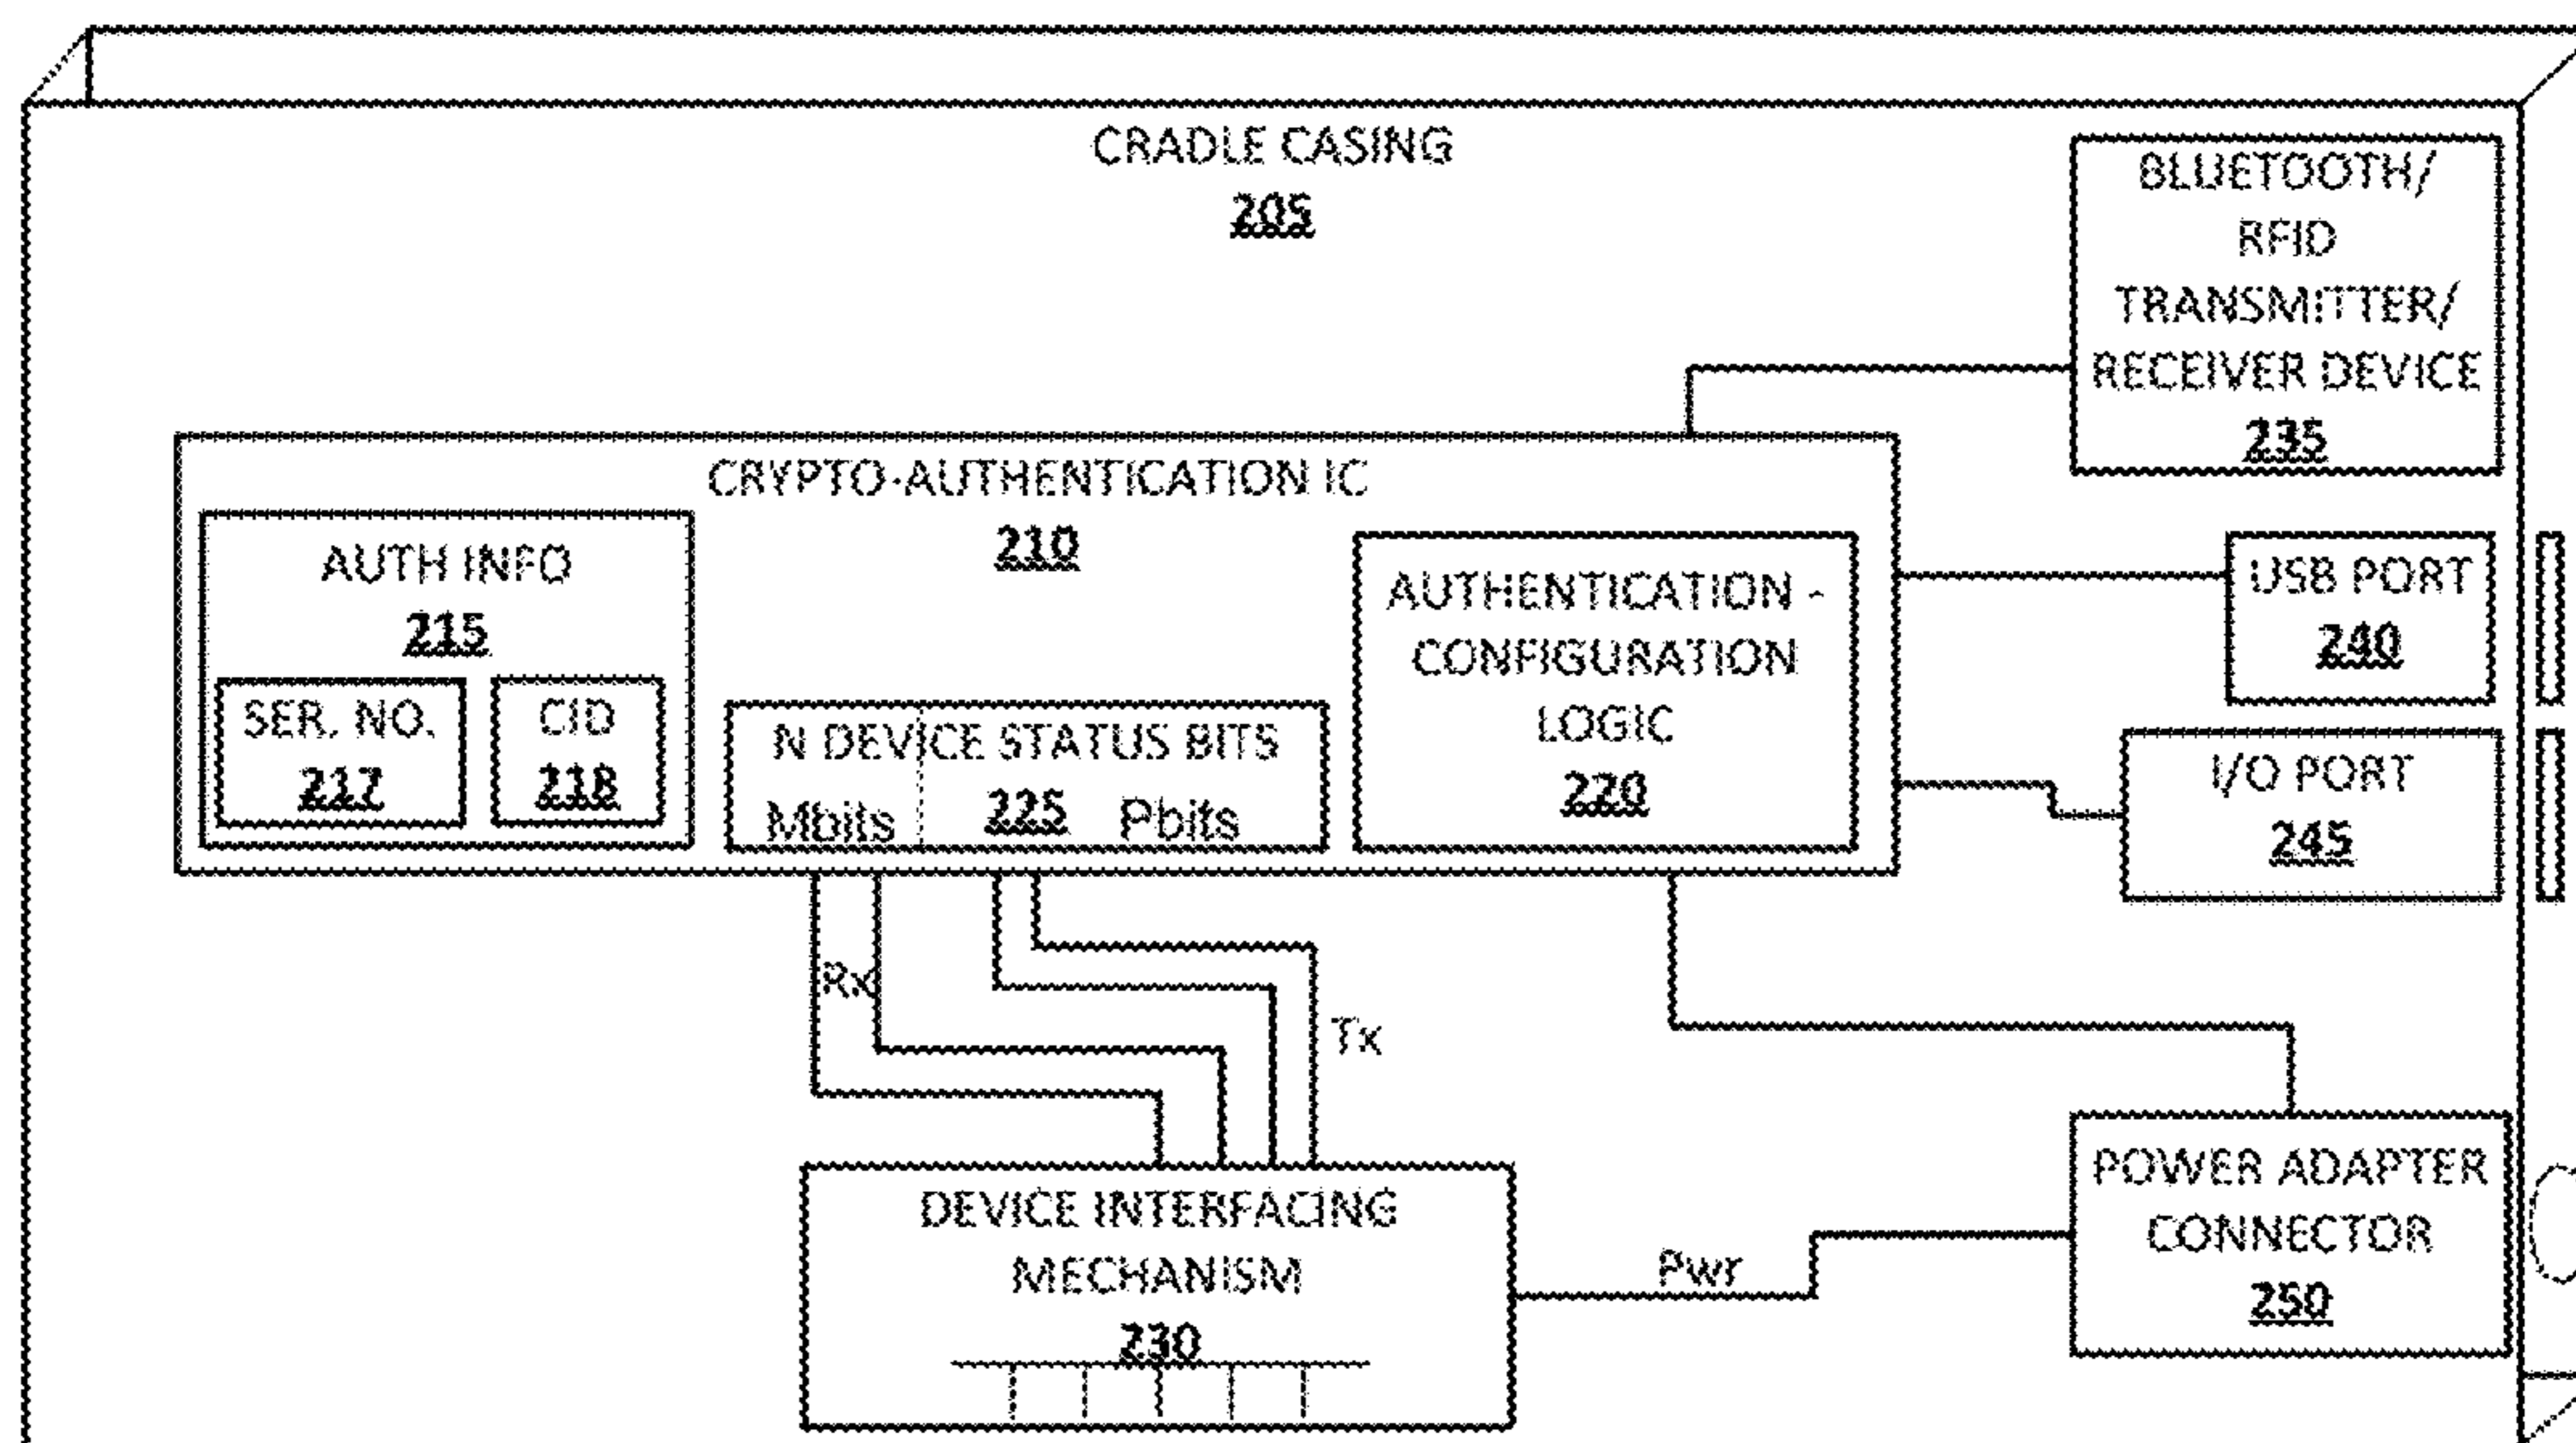 CRADLE CASING
205
BLUETOOTH/
RFID
TRANSMITTER/
RECEIVER DEVICE
235
CRYPTO-AUTHENTICATION IC
210
AUTH INFO
215
SER. NO.
217
CID
218
N DEVICE STATUS BITS
Mbits 225 Pbits
AUTHENTICATION -
CONFIGURATION
LOGIC
220
USB PORT
240
I/O PORT
245
Rx
Tx
DEVICE INTERFACING
MECHANISM
230
Pwr
POWER ADAPTER
CONNECTOR
250